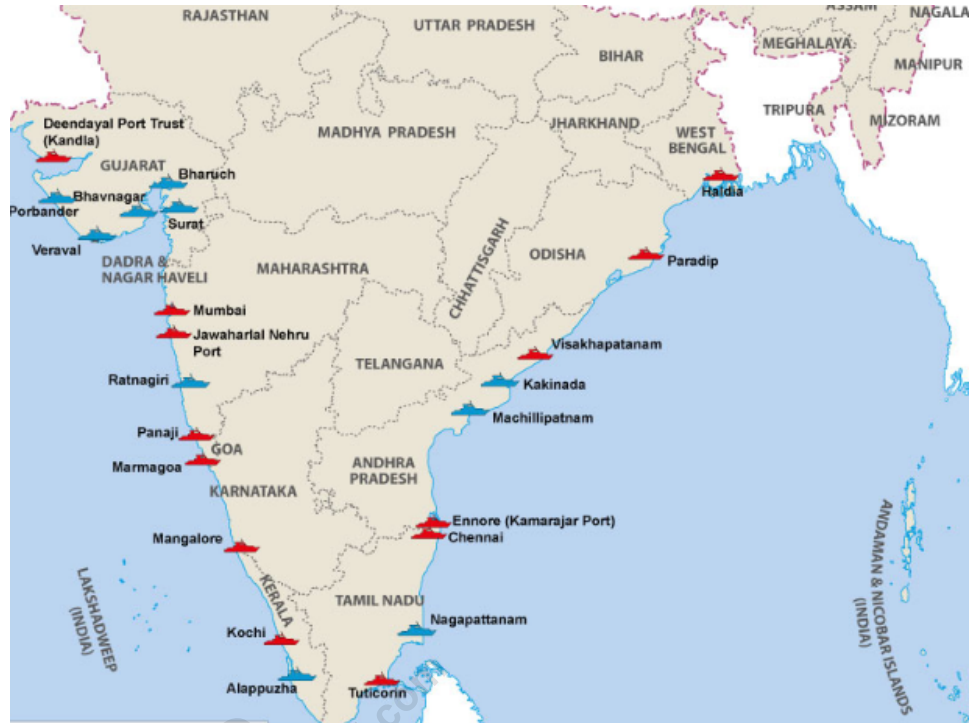 RAJASTHAN
UTTAR PRADESH
NAGALA
MEGHALAYA
BIHAR
MANIPUR
TRIPURA
MIZORAM
Deendayal Port Trust
(Kandla)
MADHYA PRADESH
JHARKHAND
WEST
BENGAL
GUJARAT
Bharuch
Bhavnagar
Haldia
Porbander
Surat
Veraval
DADRA &
NAGAR HAVELI
MAHARASHTRA
CHHATTISGARH
ODISHA
Paradip
Mumbai
Jawaharlal Nehru
Port
Visakhapatanam
TELANGANA
Ratnagiri
Kakinada
Machillipatnam
Panaji
GOA
Marmagoa
ANDHRA
PRADESH
KARNATAKA
Ennore (Kamarajar Port)
Chennai
Mangalore
ANDAMAN & NICOBAR ISLANDS
(INDIA)
LAKSHADWEEP
(INDIA)
KERALA
TAMIL NADU
Nagapattanam
Kochi
Alappuzha
Tuticorin